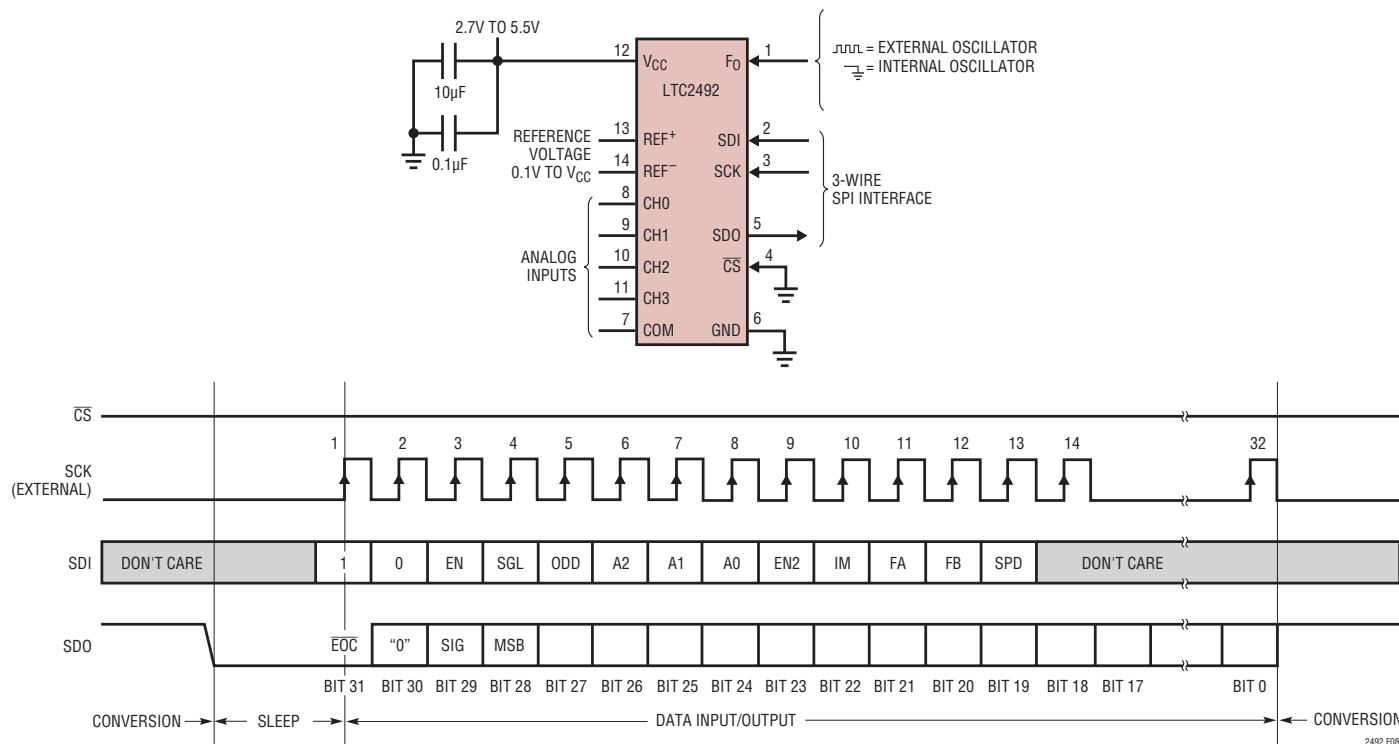 2.7V TO 5.5V
10µF
0.1µF
REFERENCE
VOLTAGE
0.1V TO VCC
ANALOG
INPUTS
12
13
14
8
9
10
11
7
VCC
REF+
REF−
CH0
CH1
CH2
CH3
COM
LTC2492
FO
SDI
SCK
SDO
CS
GND
1
2
3
5
4
6
= EXTERNAL OSCILLATOR
= INTERNAL OSCILLATOR
3-WIRE
SPI INTERFACE
CS
1 2 3 4 5 6 7 8 9 10 11 12 13 14 32
SCK
(EXTERNAL)
SDI DON'T CARE 1 0 EN SGL ODD A2 A1 A0 EN2 IM FA FB SPD DON'T CARE
SDO EOC “0” SIG MSB
BIT 31 BIT 30 BIT 29 BIT 28 BIT 27 BIT 26 BIT 25 BIT 24 BIT 23 BIT 22 BIT 21 BIT 20 BIT 19 BIT 18 BIT 17 BIT 0
CONVERSION SLEEP DATA INPUT/OUTPUT CONVERSION
2492 F08